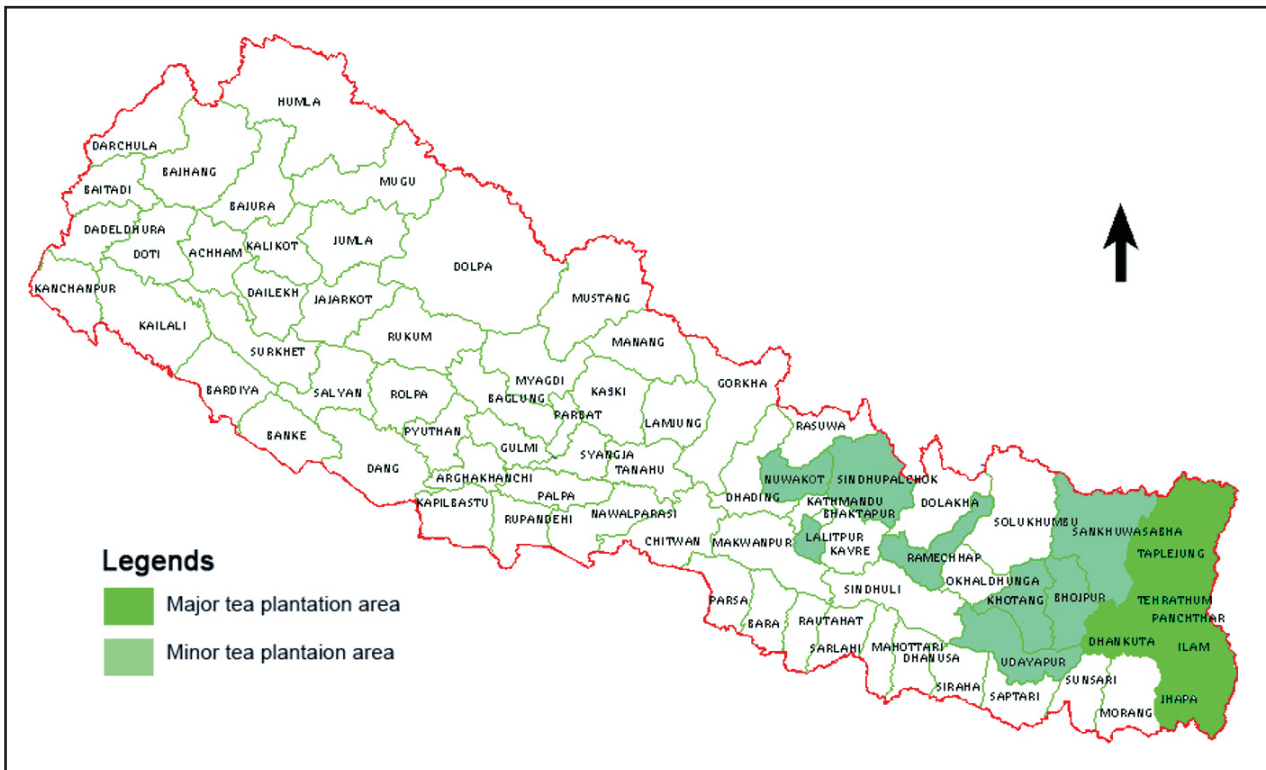 HUMLA
DARCHULA
BAJHANG
BAITADI
MUGU
BAJURA
DADELDHURA
DOTI
ACHHAM
KALIKOT
JUMLA
DOLPA
KANCHANPUR
DAILEKH
JAJARKOT
MUSTANG
KAILALI
RUKUM
MANANG
SURKHET
GORKHA
BARDIYA
SALYAN
ROLPA
MYAGDI
BAGLUNG
KASKI
PARBAT
LAMJUNG
RASUWA
BANKE
PYUTHAN
GULMI
SYANGJA
TANAHU
DANG
ARGHAKHANCHI
NUWAKOT
SINDHUPALCHOK
KAPILBASTU
PALPA
DHADING
KATHMANDU
BHAKTAPUR
DOLAKHA
RUPANDEHI
NAWALPARASI
SOLUKHUMBU
SANKHUWASABHA
CHITWAN
MAKWANPUR
LALITPUR
KAVRE
RAMECHHAP
TAPLEJUNG
OKHALDHUNGA
SINDHULI
KHOTANG
BHOJPUR
TEHRATHUM
PANCHTHAR
PARSA
BARA
RAUTAHAT
SARLAHI
MAHOTTARI
DHANUSA
DHANKUTA
ILAM
UDAYAPUR
SIRAHA
SAPTARI
SUNSARI
MORANG
JHAPA
Legends
Major tea plantation area
Minor tea plantaion area